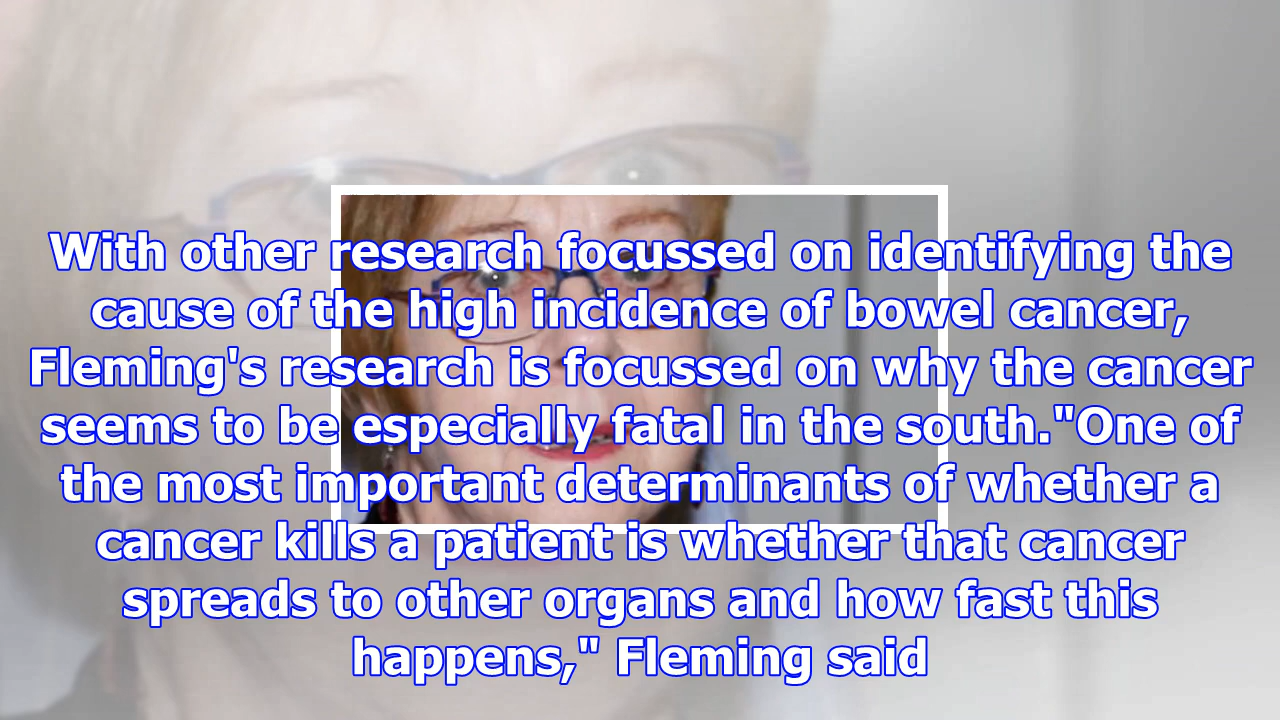 With other research focussed on identifying the
cause of the high incidence of bowel cancer,
Fleming's research is focussed on why the cancer
seems to be especially fatal in the south."One of
the most important determinants of whether a
cancer kills a patient is whether that cancer
spreads to other organs and how fast this
happens," Fleming said